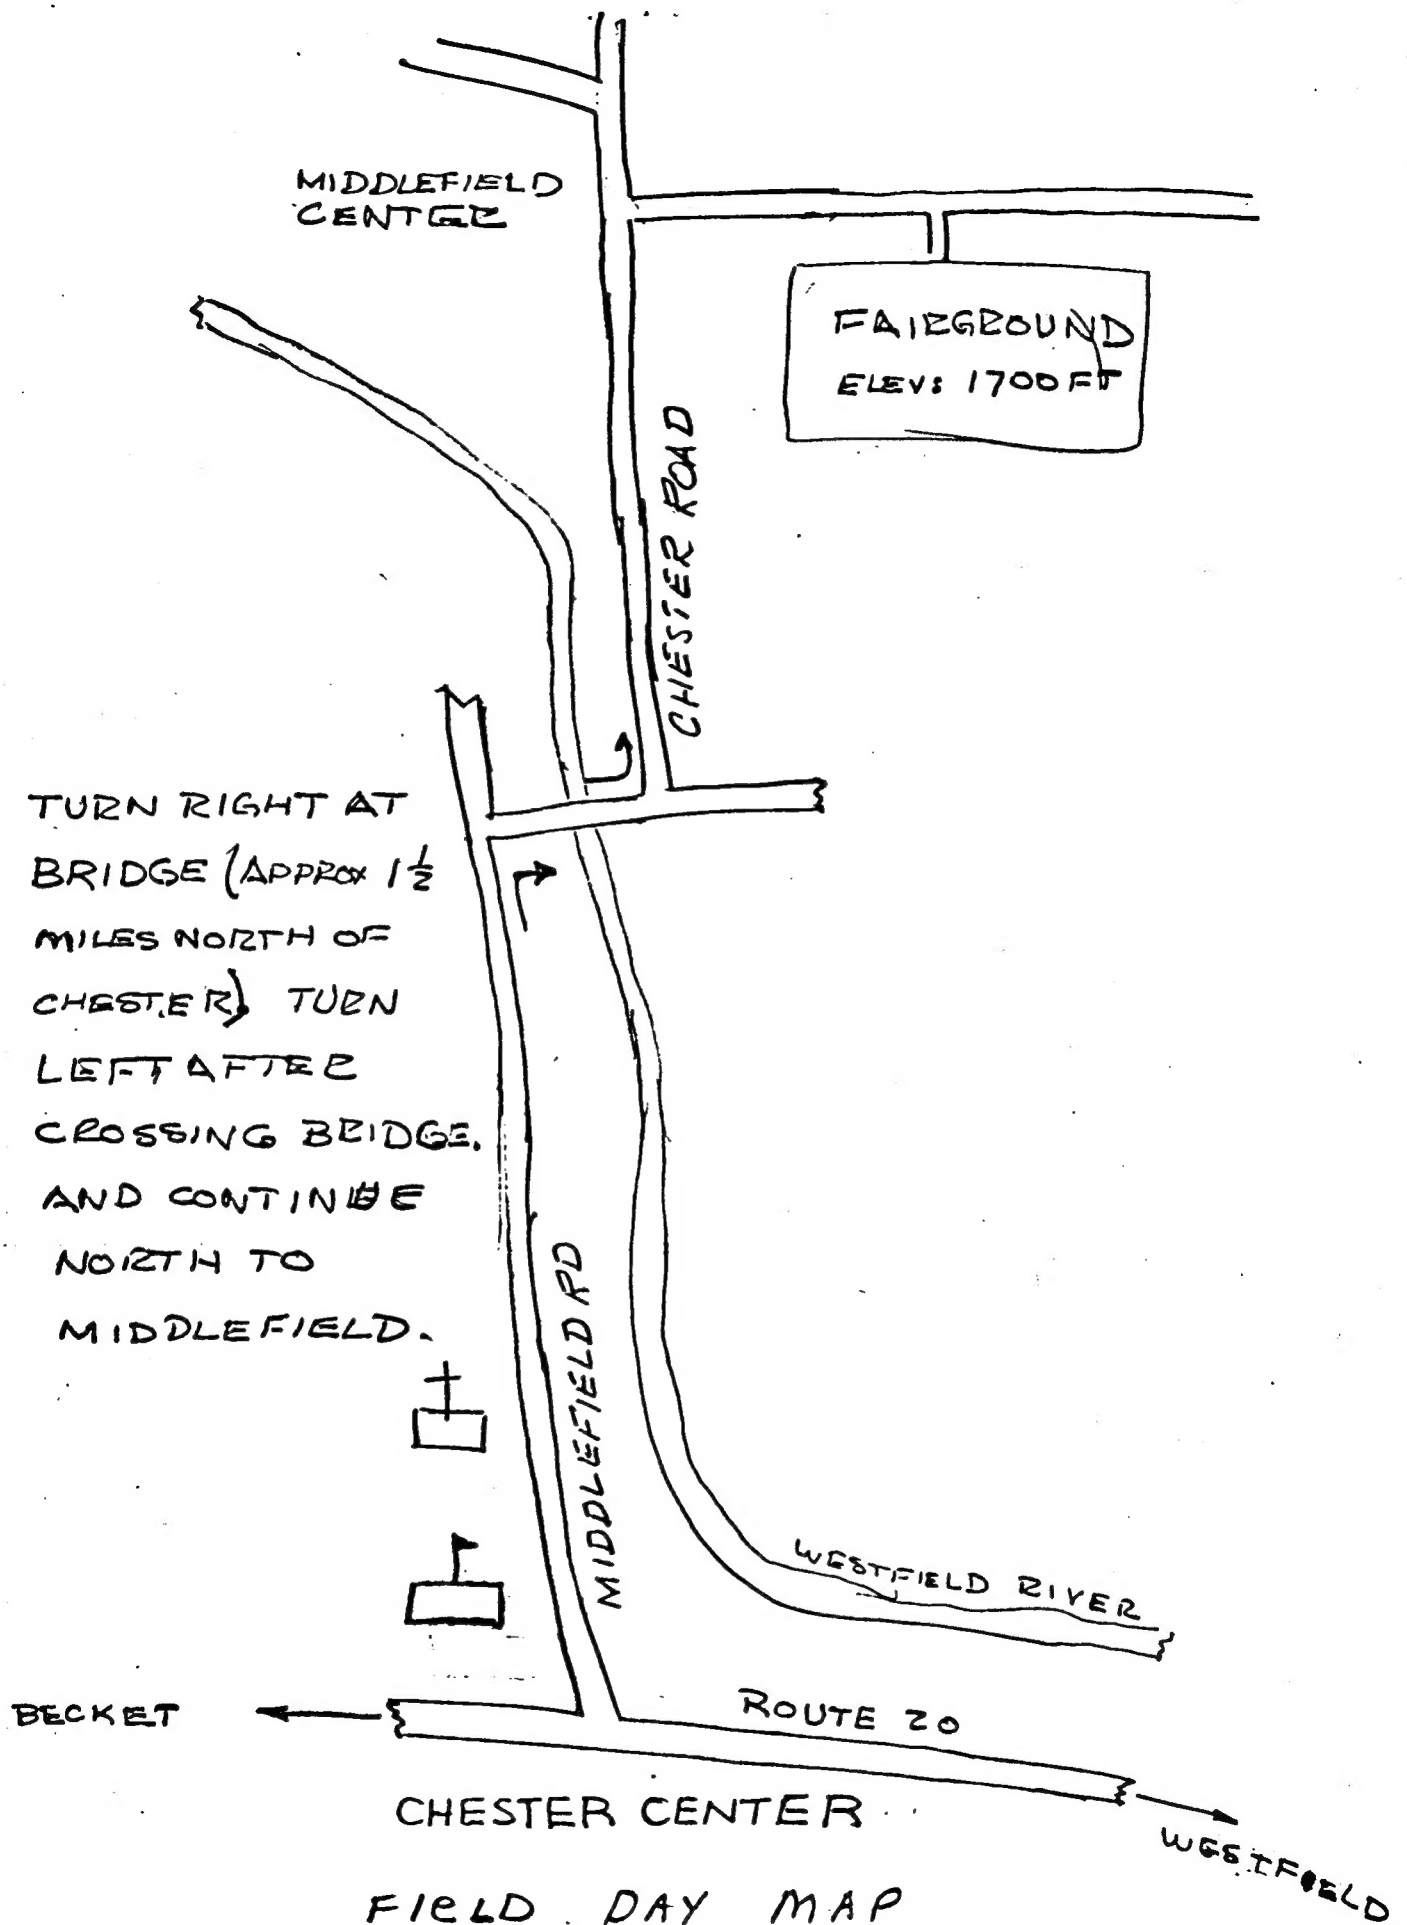 MIDDLEFIELD
CENTER
FAIRGROUND
ELEV: 1700 FT
CHESTER ROAD
TURN RIGHT AT
BRIDGE (APPROX 1 1/2
MILES NORTH OF
CHESTER). TURN
LEFT AFTER
CROSSING BRIDGE.
AND CONTINUE
NORTH TO
MIDDLEFIELD.
MIDDLEFIELD RD
WESTFIELD RIVER
BECKET
ROUTE 20
CHESTER CENTER
WESTFIELD
FIELD DAY MAP